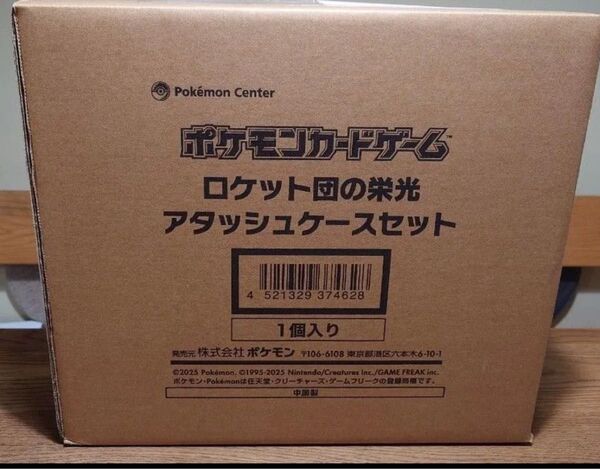 Pokémon Center
ポケモンカードゲーム™
ロケット団の栄光
アタッシュケースセット
4 521329 374628
1個入り
発売元 株式会社 ポケモン 〒106-6108 東京都港区六本木6-10-1
©2025 Pokémon. ©1995-2025 Nintendo/Creatures Inc./GAME FREAK inc.
ポケモン・Pokémonは任天堂・クリーチャーズ・ゲームフリークの登録商標です。
中国製